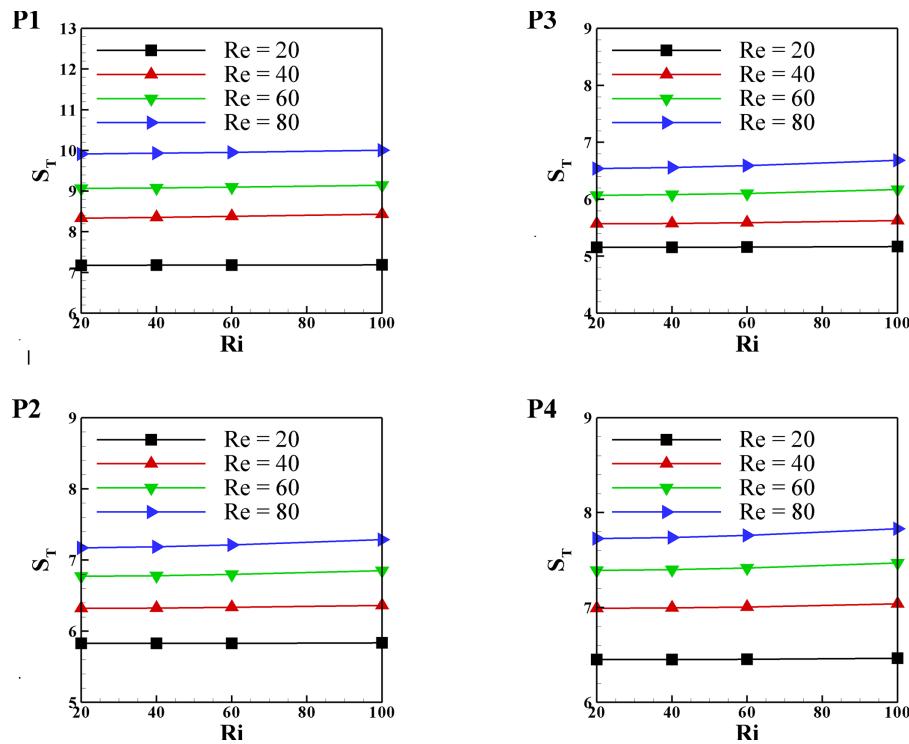 P1
13
12
11
10
9
8
7
6
S_T
Re = 20
Re = 40
Re = 60
Re = 80
20 40 60 80 100
Ri
P3
9
8
7
6
5
4
S_T
Re = 20
Re = 40
Re = 60
Re = 80
20 40 60 80 100
Ri
P2
9
8
7
6
5
S_T
Re = 20
Re = 40
Re = 60
Re = 80
20 40 60 80 100
Ri
P4
9
8
7
6
S_T
Re = 20
Re = 40
Re = 60
Re = 80
20 40 60 80 100
Ri